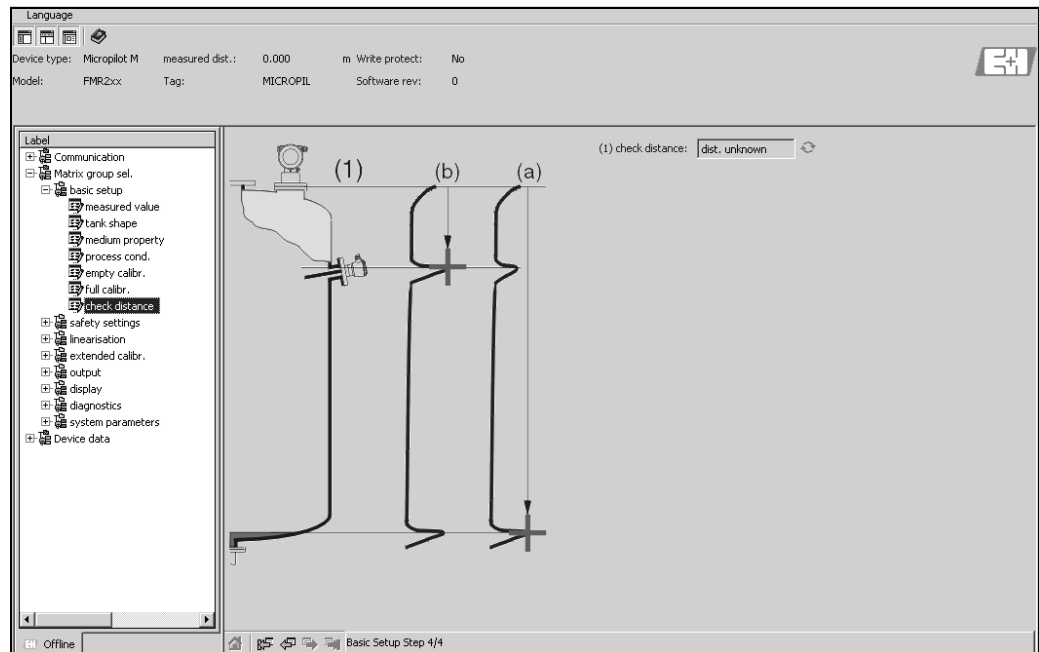 Language
Device type: Micropilot M measured dist.: 0.000 m Write protect: No
Model: FMR2xx Tag: MICROPIL Software rev: 0
E+H
Label
Communication
Matrix group sel.
basic setup
measured value
tank shape
medium property
process cond.
empty calibr.
full calibr.
check distance
safety settings
linearisation
extended calibr.
output
display
diagnostics
system parameters
Device data
Offline
(1) (b) (a)
(1) check distance: dist. unknown
Basic Setup Step 4/4